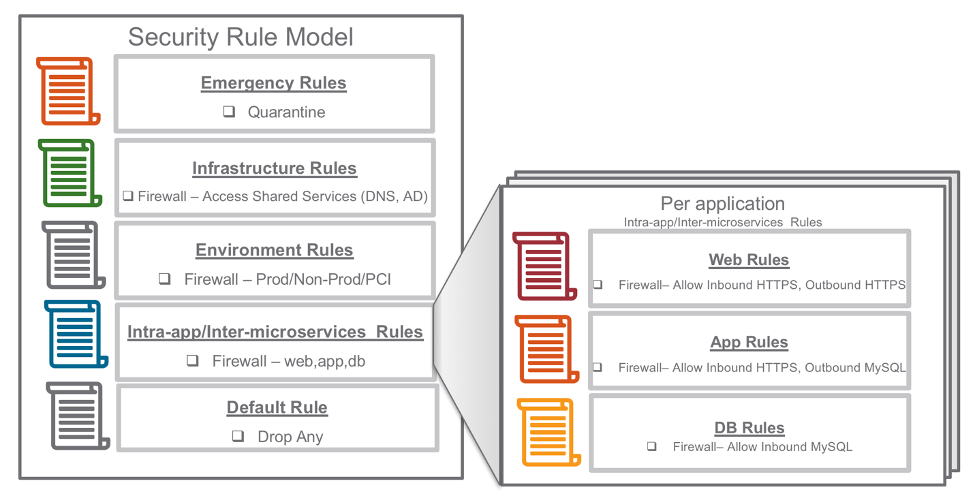 Security Rule Model
Emergency Rules
❑ Quarantine
Infrastructure Rules
❑ Firewall – Access Shared Services (DNS, AD)
Environment Rules
❑ Firewall – Prod/Non-Prod/PCI
Intra-app/Inter-microservices Rules
❑ Firewall – web,app,db
Default Rule
❑ Drop Any
Per application
Intra-app/Inter-microservices Rules
Web Rules
❑ Firewall– Allow Inbound HTTPS, Outbound HTTPS
App Rules
❑ Firewall– Allow Inbound HTTPS, Outbound MySQL
DB Rules
❑ Firewall– Allow Inbound MySQL